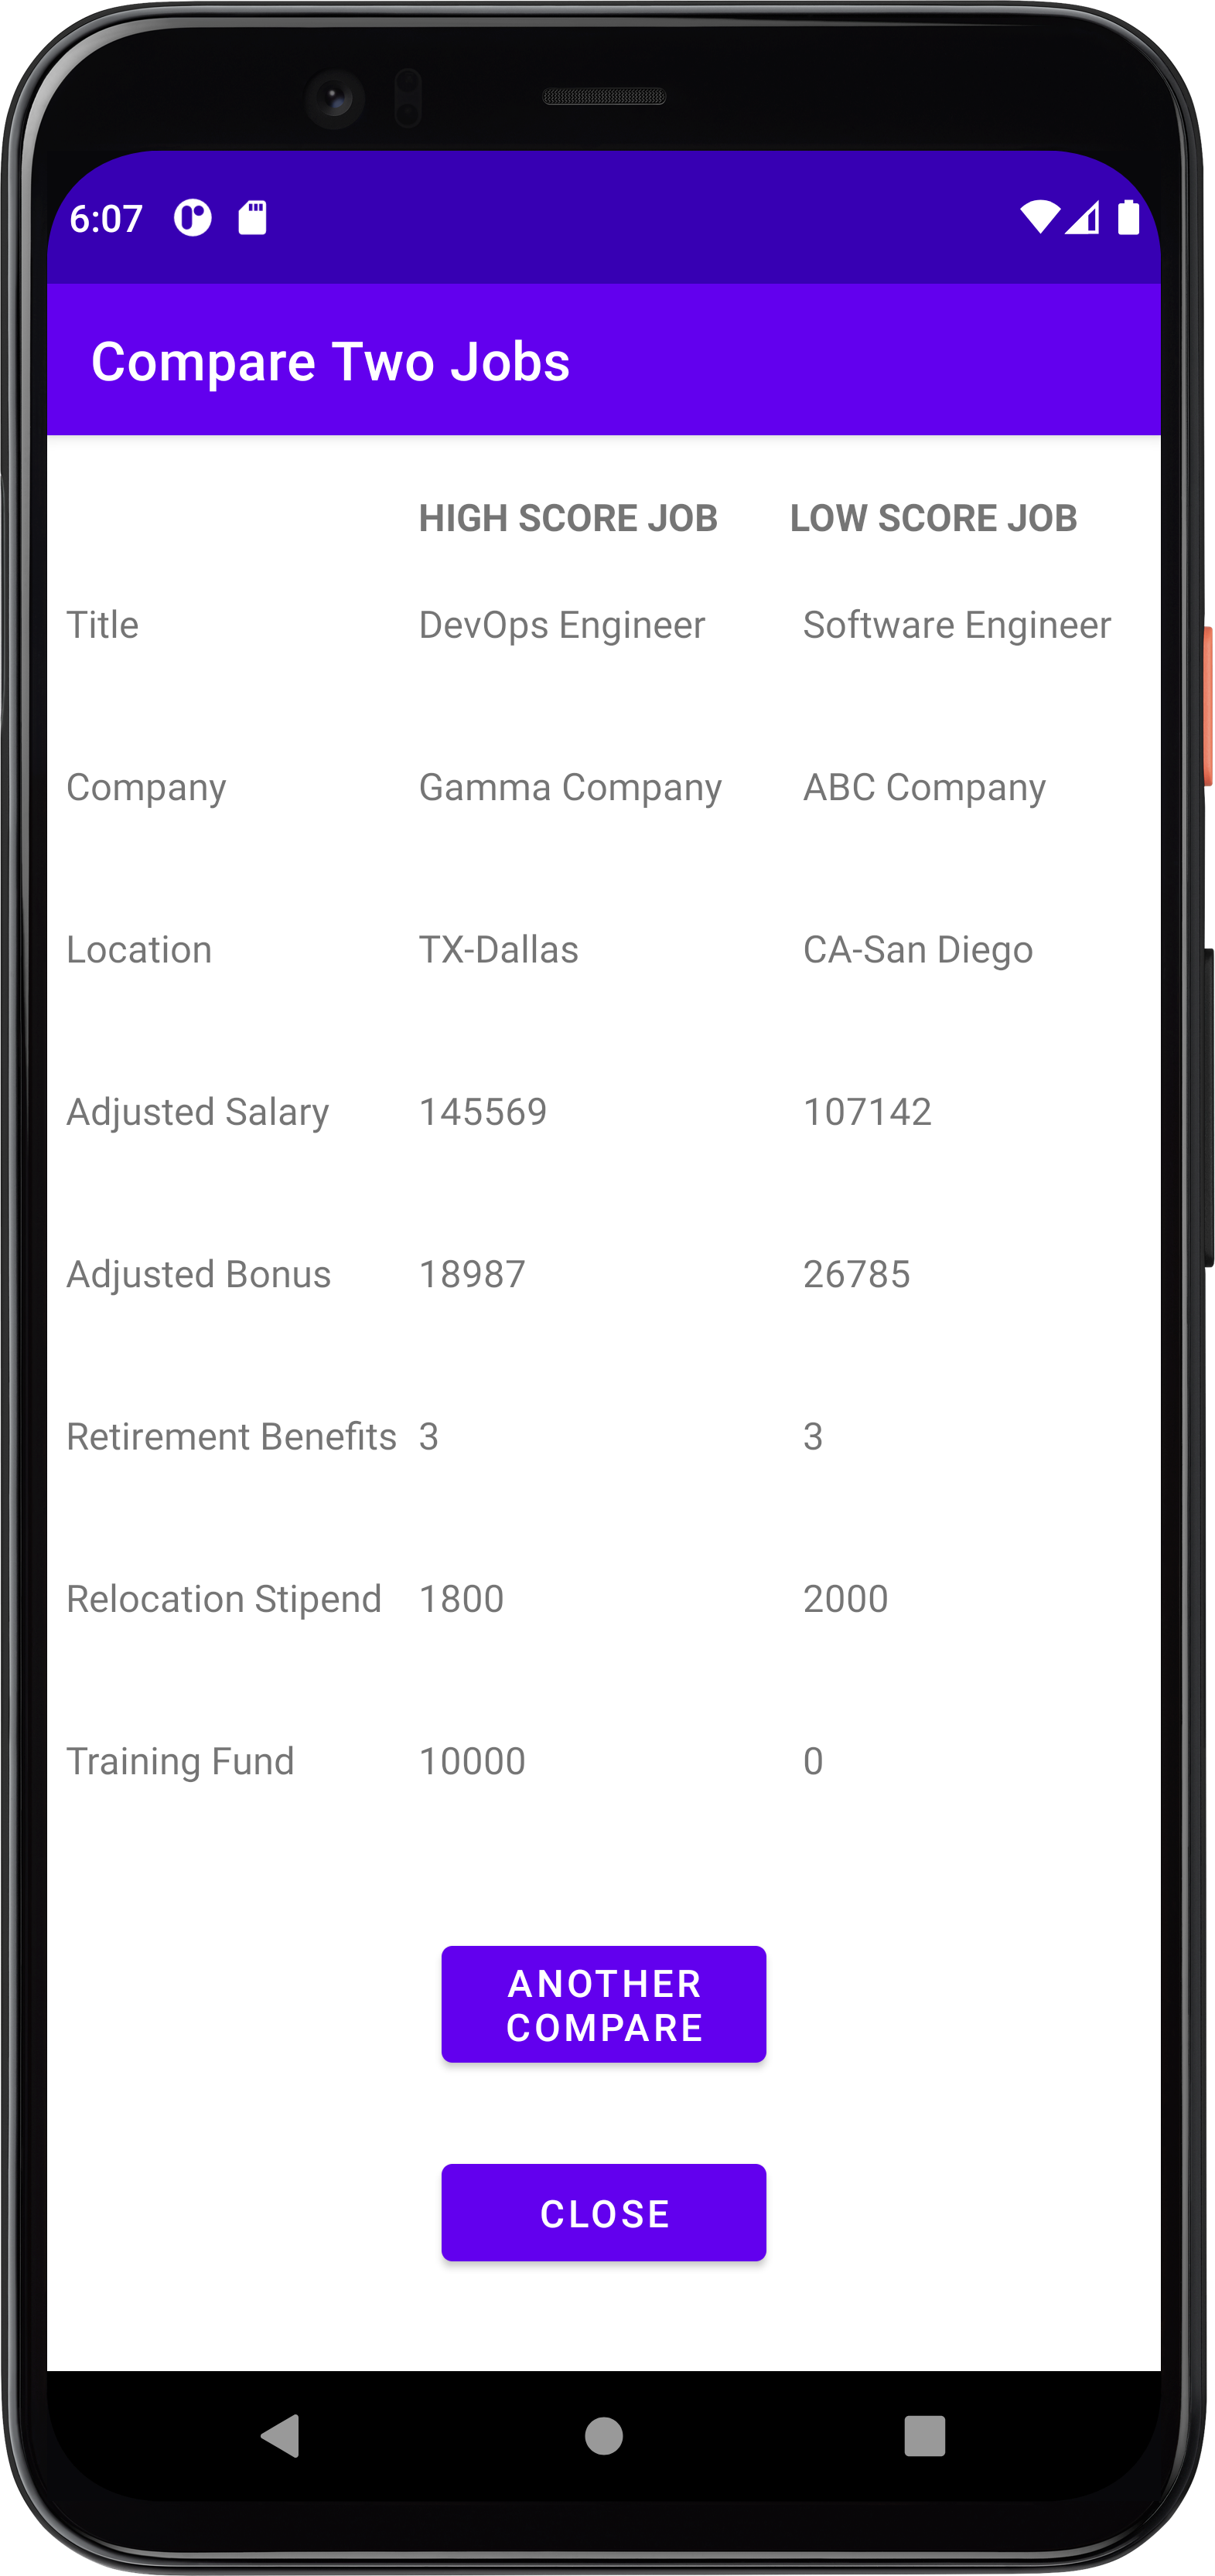 6:07
Compare Two Jobs
HIGH SCORE JOB LOW SCORE JOB
Title DevOps Engineer Software Engineer
Company Gamma Company ABC Company
Location TX-Dallas CA-San Diego
Adjusted Salary 145569 107142
Adjusted Bonus 18987 26785
Retirement Benefits 3 3
Relocation Stipend 1800 2000
Training Fund 10000 0
ANOTHER
COMPARE
CLOSE